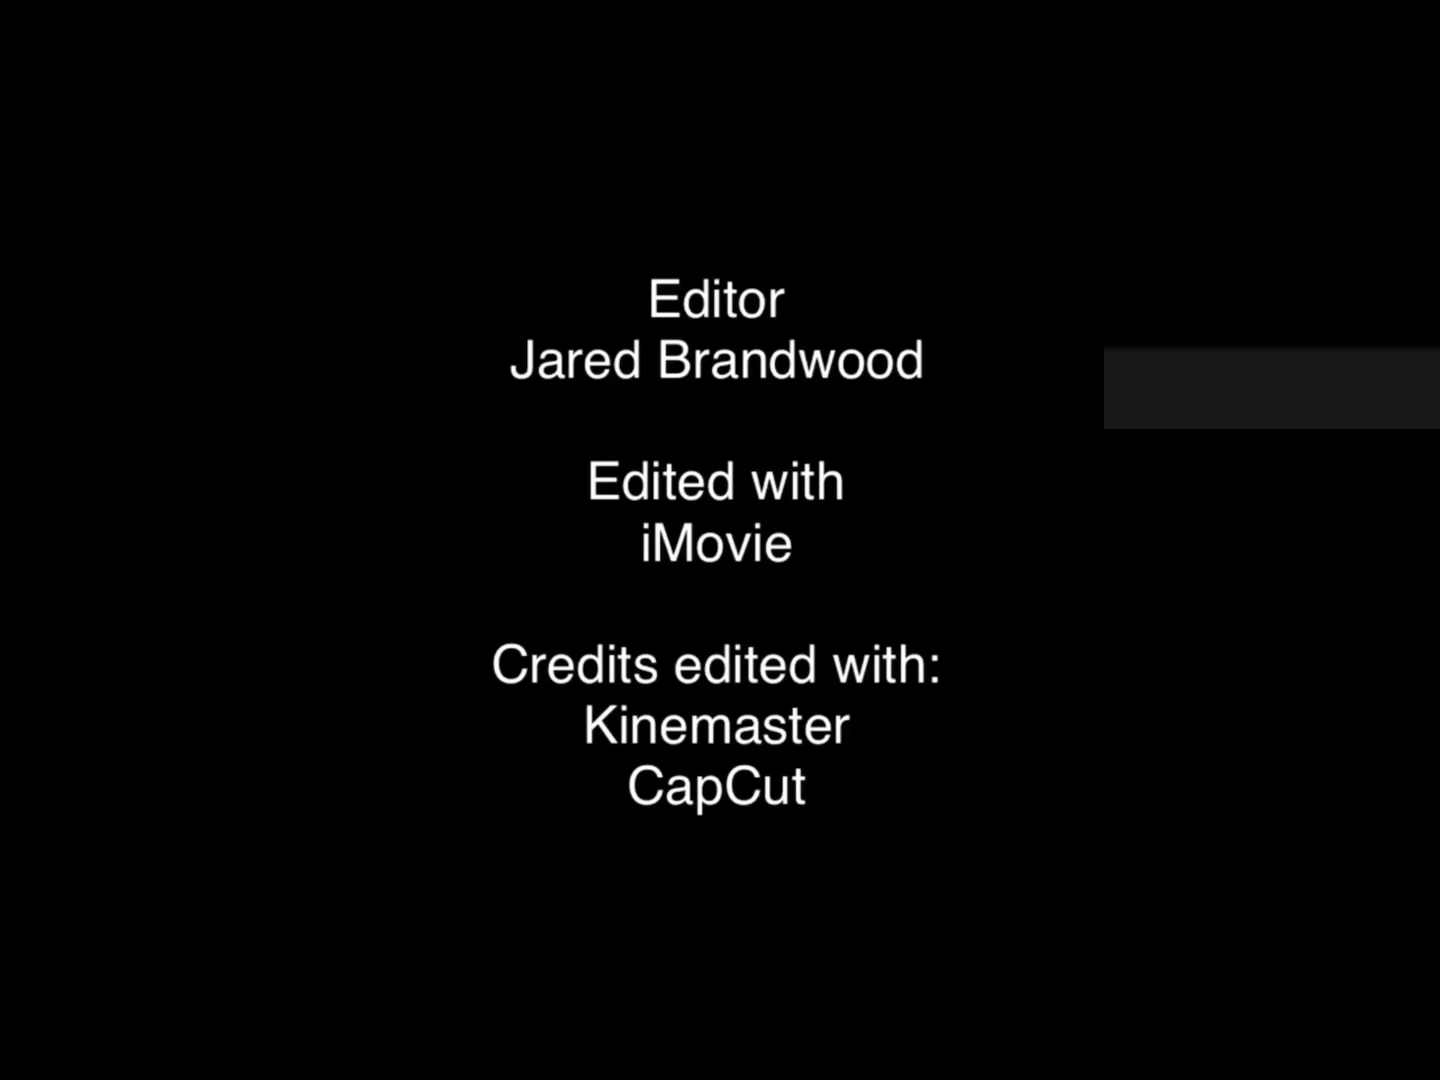 Editor
Jared Brandwood
Edited with
iMovie
Credits edited with:
Kinemaster
CapCut